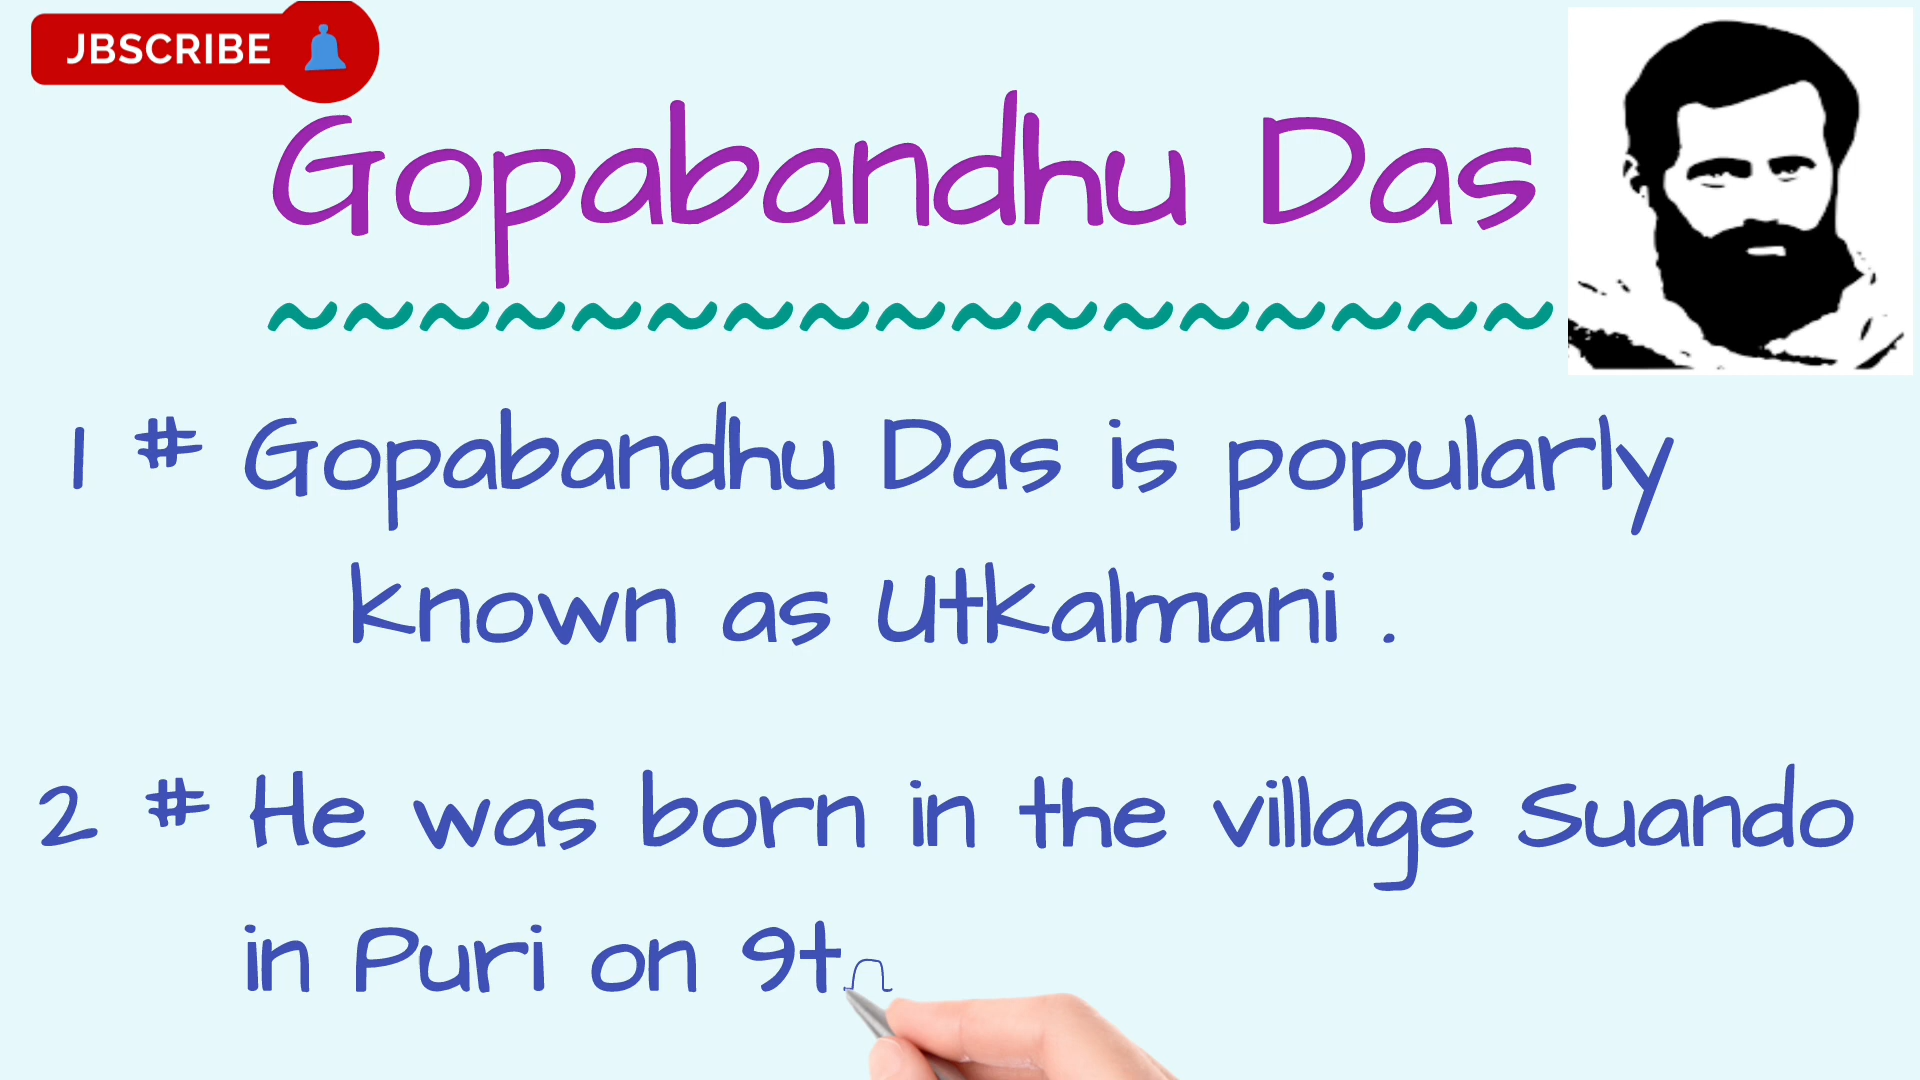 JBSCRIBE
Gopabandhu Das
~~~~~~~~~~~~~~~~~
1 # Gopabandhu Das is popularly
known as Utkalmani .
2 # He was born in the village Suando
in Puri on 9t